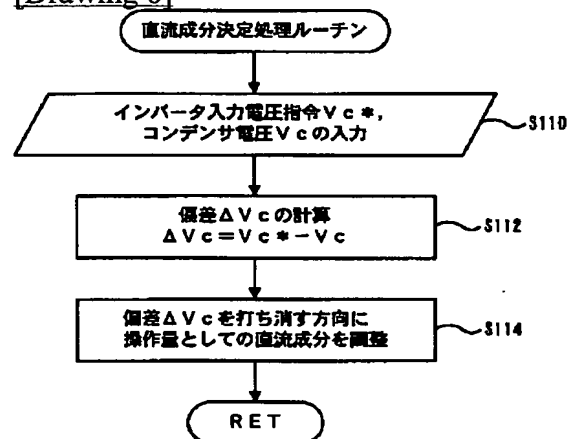 [Drawing 6]
直流成分決定処理ルーチン
インバータ入力電圧指令Vc*,
コンデンサ電圧Vcの入力
S110
偏差ΔVcの計算
ΔVc=Vc*-Vc
S112
偏差ΔVcを打ち消す方向に
操作量としての直流成分を調整
S114
RET